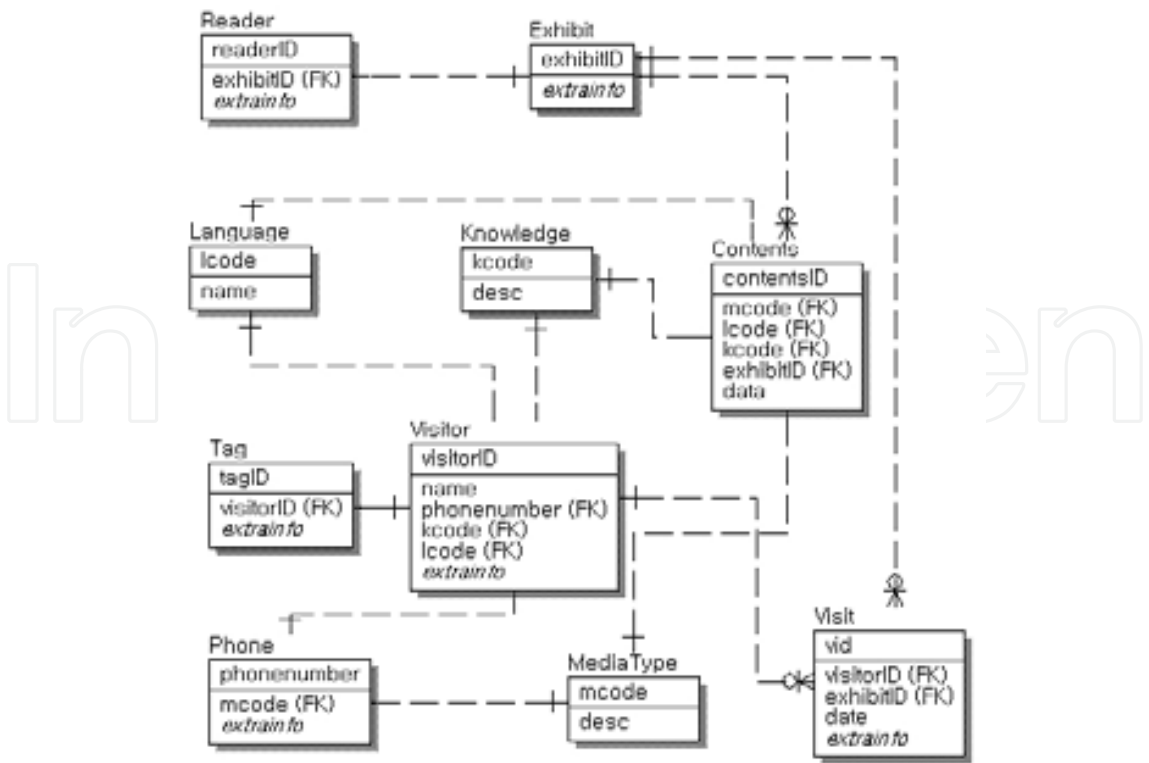 Reader
readerID
exhibitID (FK)
extrainfo
Exhibit
exhibitID
extrainfo
Language
lcode
name
Knowledge
kcode
desc
Contents
contentsID
mcode (FK)
lcode (FK)
kcode (FK)
exhibitID (FK)
data
Tag
tagID
visitorID (FK)
extrainfo
Visitor
visitorID
name
phonenumber (FK)
kcode (FK)
lcode (FK)
extrainfo
Phone
phonenumber
mcode (FK)
extrainfo
MediaType
mcode
desc
Visit
vid
visitorID (FK)
exhibitID (FK)
date
extrainfo
In
en